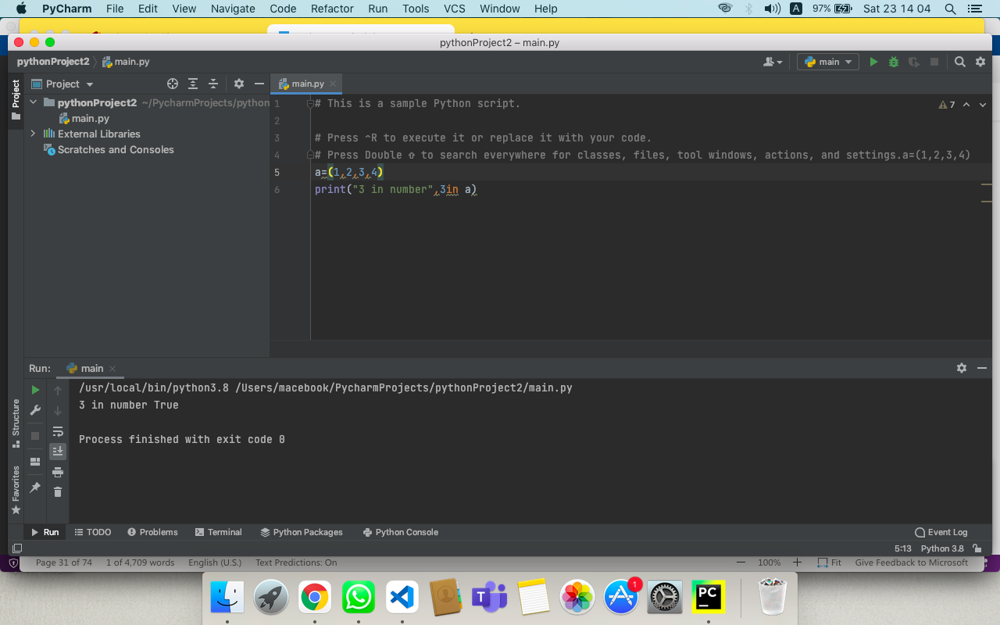 PyCharm File Edit View Navigate Code Refactor Run Tools VCS Window Help A 97% Sat 23 14 04
pythonProject2 – main.py
pythonProject2 main.py main
Project
Project
main.py
pythonProject2 ~/PycharmProjects/python
main.py
External Libraries
Scratches and Consoles
1 # This is a sample Python script.
7
2
3 # Press ^R to execute it or replace it with your code.
4 # Press Double ⇧ to search everywhere for classes, files, tool windows, actions, and settings.a=(1,2,3,4)
5 a=(1,2,3,4)
6 print("3 in number",3in a)
Run: main
/usr/local/bin/python3.8 /Users/macebook/PycharmProjects/pythonProject2/main.py
3 in number True
Process finished with exit code 0
Structure
Favorites
Run TODO Problems Terminal Python Packages Python Console Event Log
5:13 Python 3.8
Page 31 of 74 1 of 4,709 words English (U.S.) Text Predictions: On 100% Fit Give Feedback to Microsoft
T
1
PC